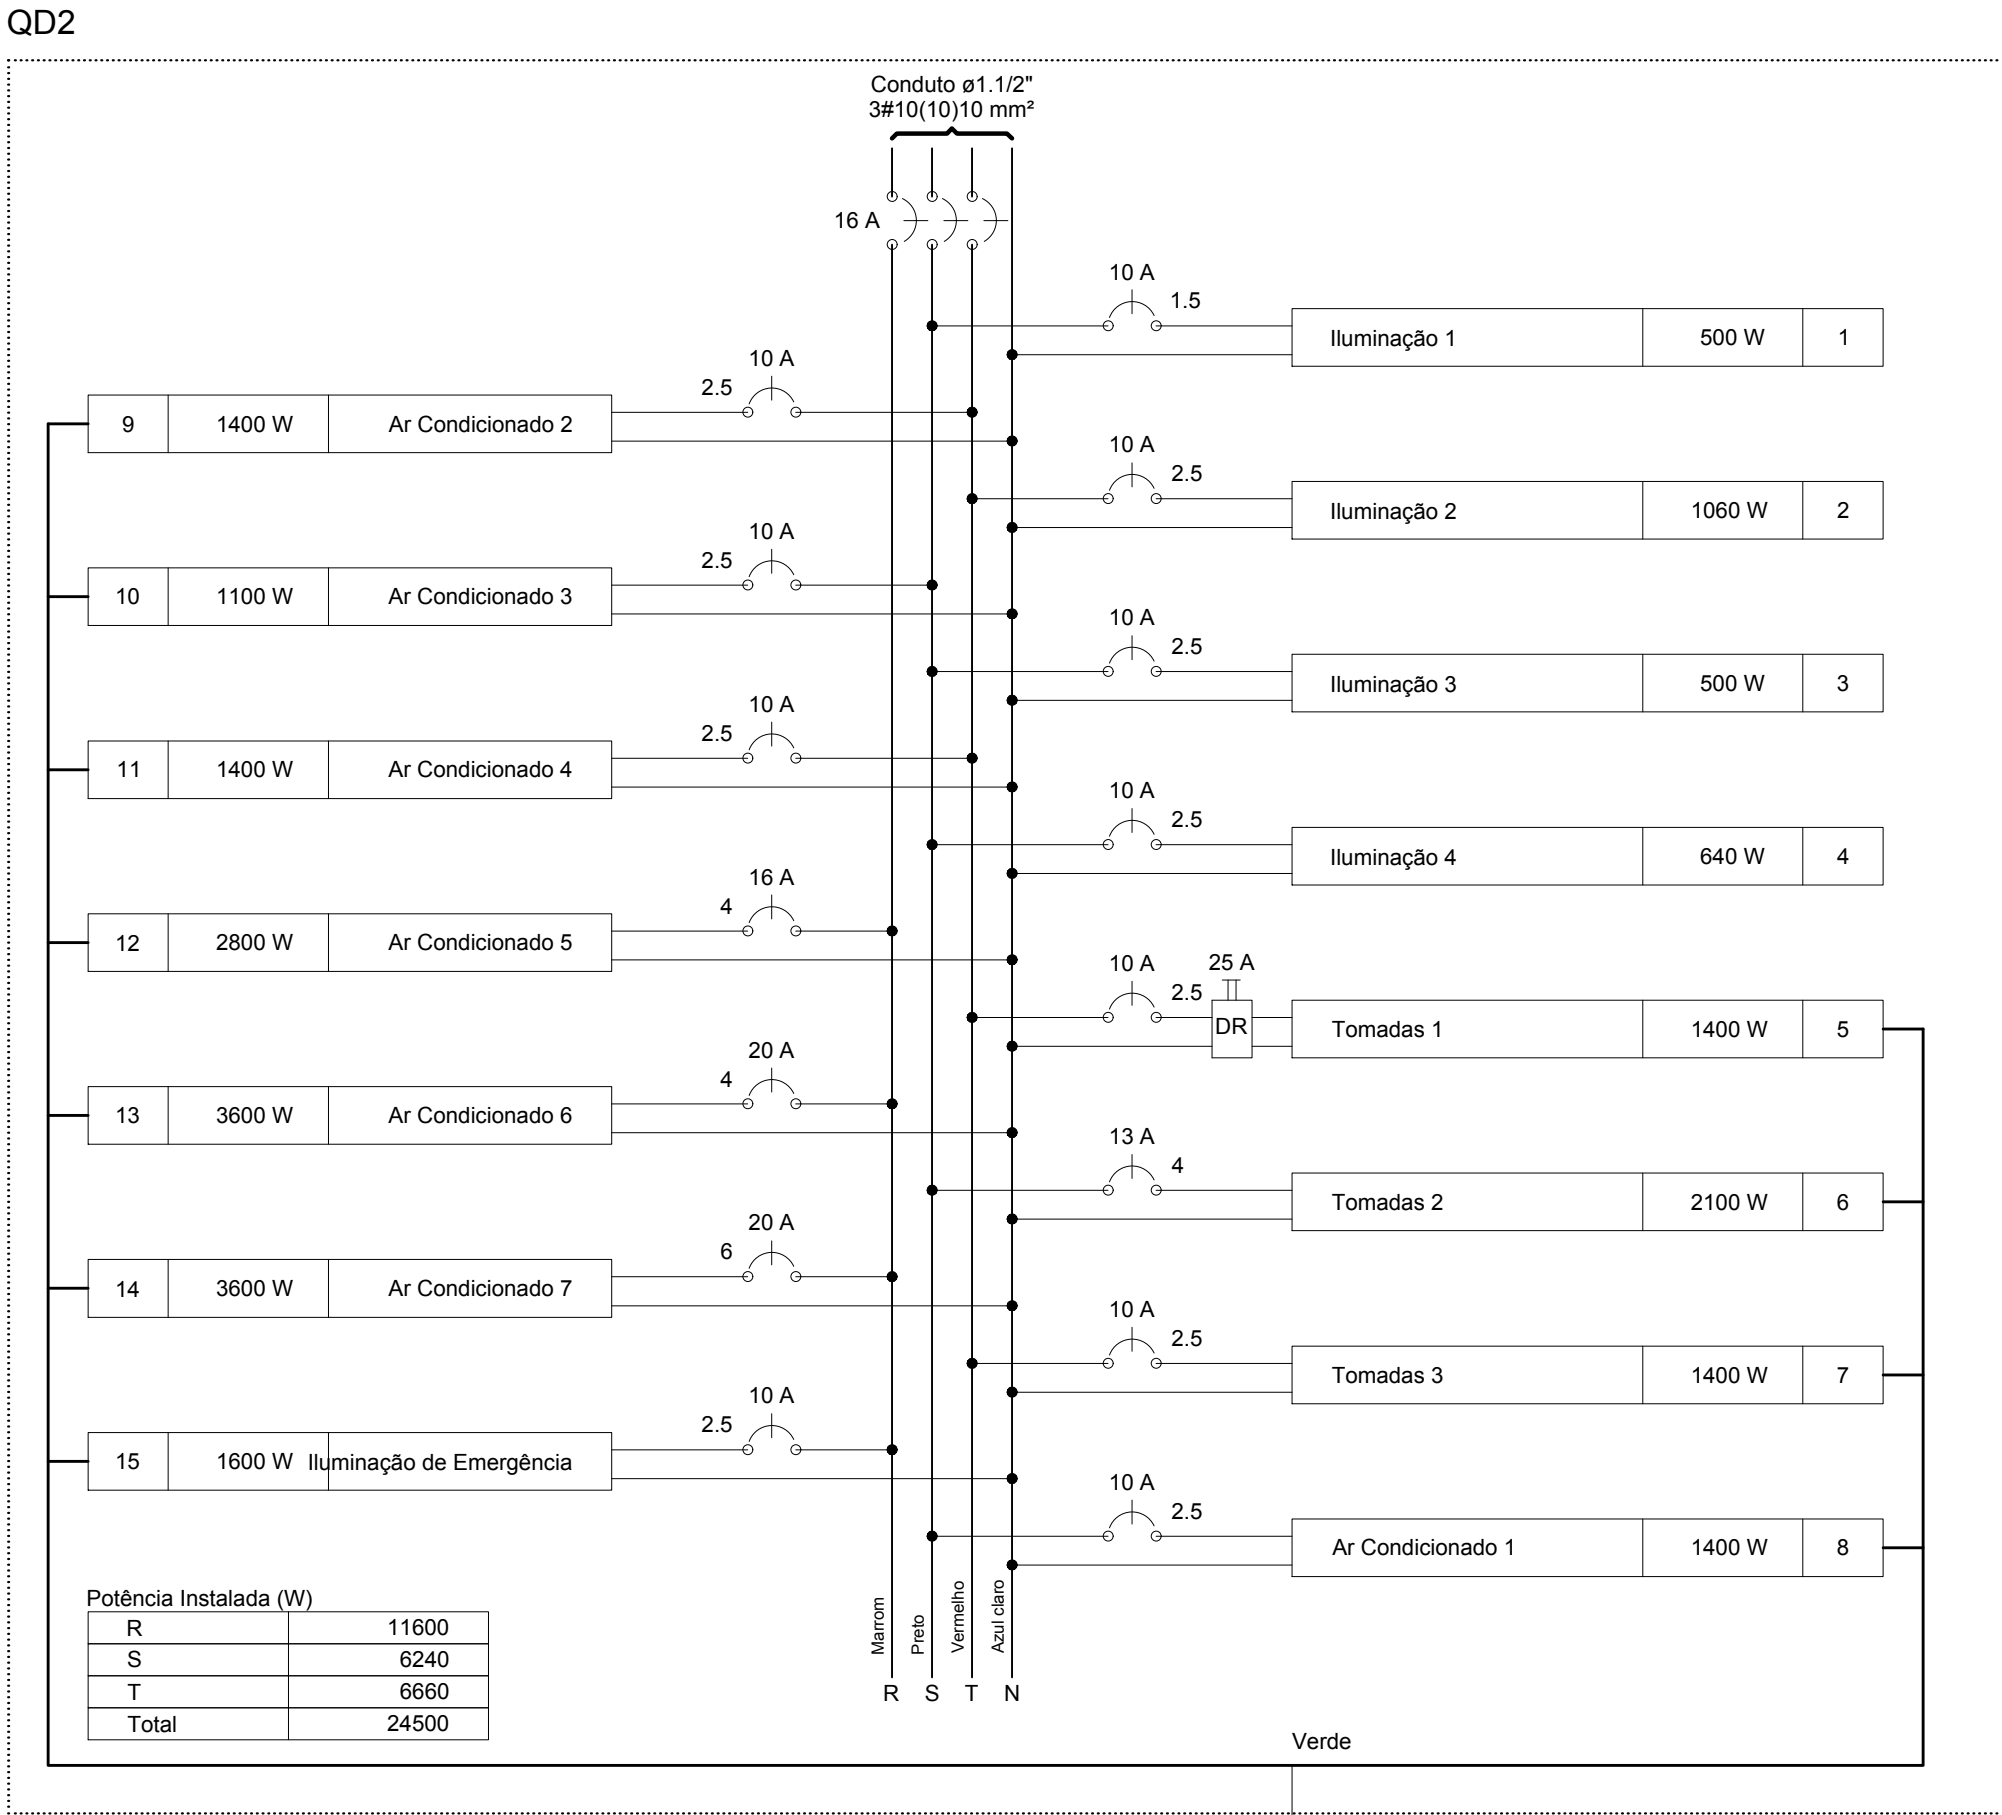 QD2
Conduto ø1.1/2"
3#10(10)10 mm²
16 A
10 A
1.5
Iluminação 1 500 W 1
10 A
2.5
9 1400 W Ar Condicionado 2
10 A
2.5
Iluminação 2 1060 W 2
10 A
2.5
10 1100 W Ar Condicionado 3
10 A
2.5
Iluminação 3 500 W 3
10 A
2.5
11 1400 W Ar Condicionado 4
10 A
2.5
Iluminação 4 640 W 4
16 A
4
12 2800 W Ar Condicionado 5
10 A 25 A
2.5
DR
Tomadas 1 1400 W 5
20 A
4
13 3600 W Ar Condicionado 6
13 A
4
Tomadas 2 2100 W 6
20 A
6
14 3600 W Ar Condicionado 7
10 A
2.5
Tomadas 3 1400 W 7
10 A
2.5
15 1600 W Iluminação de Emergência
10 A
2.5
Ar Condicionado 1 1400 W 8
Potência Instalada (W)
R 11600
S 6240
T 6660
Total 24500
Marrom
Preto
Vermelho
Azul claro
R S T N
Verde